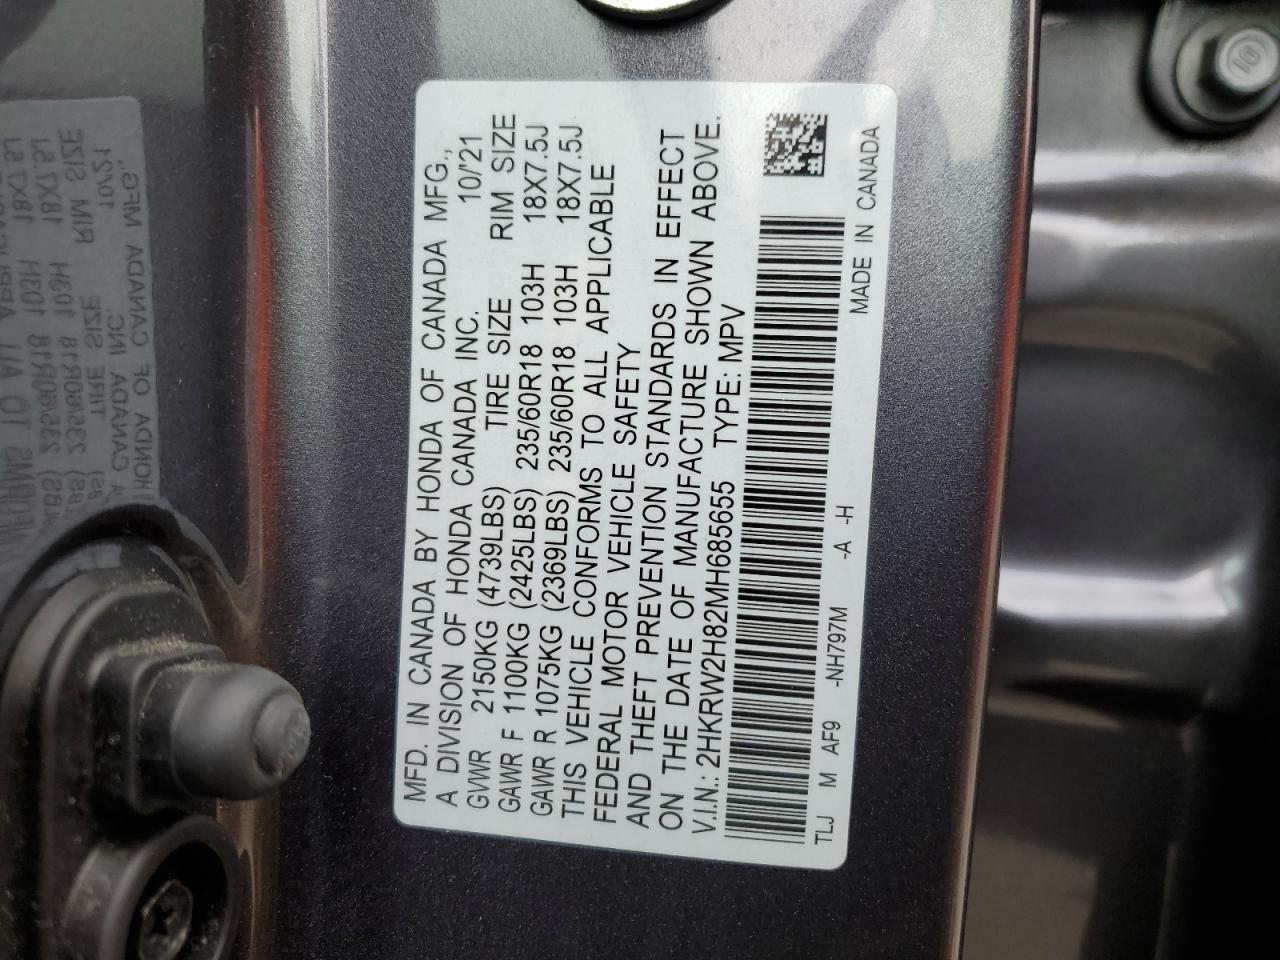 MFD. IN CANADA BY HONDA OF CANADA MFG.,
A DIVISION OF HONDA CANADA INC. 10/'21
GVWR 2150KG (4739LBS) TIRE SIZE RIM SIZE
GAWR F 1100KG (2425LBS) 235/60R18 103H 18X7.5J
GAWR R 1075KG (2369LBS) 235/60R18 103H 18X7.5J
THIS VEHICLE CONFORMS TO ALL APPLICABLE
FEDERAL MOTOR VEHICLE SAFETY
AND THEFT PREVENTION STANDARDS IN EFFECT
ON THE DATE OF MANUFACTURE SHOWN ABOVE.
V.I.N.: 2HKRW2H82MH685655 TYPE: MPV
TLJ M AF9 -NH797M -A -H MADE IN CANADA
10